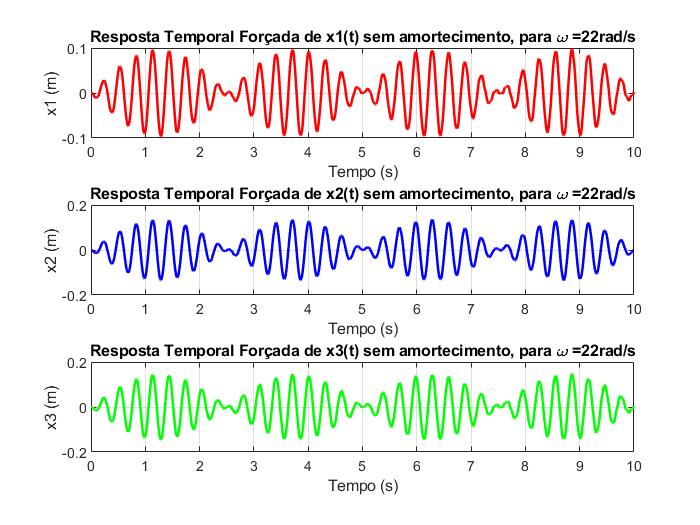 Resposta Temporal Forçada de x1(t) sem amortecimento, para ω =22rad/s
0.1
0
-0.1
x1 (m)
0 1 2 3 4 5 6 7 8 9 10
Tempo (s)
Resposta Temporal Forçada de x2(t) sem amortecimento, para ω =22rad/s
0.2
0
-0.2
x2 (m)
0 1 2 3 4 5 6 7 8 9 10
Tempo (s)
Resposta Temporal Forçada de x3(t) sem amortecimento, para ω =22rad/s
0.2
0
-0.2
x3 (m)
0 1 2 3 4 5 6 7 8 9 10
Tempo (s)